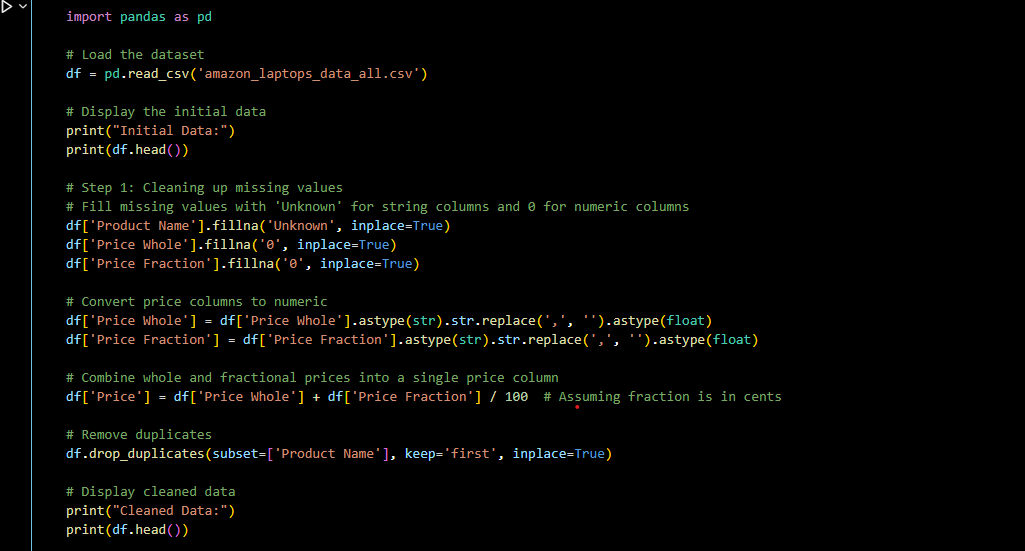 import pandas as pd
# Load the dataset
df = pd.read_csv('amazon_laptops_data_all.csv')
# Display the initial data
print("Initial Data:")
print(df.head())
# Step 1: Cleaning up missing values
# Fill missing values with 'Unknown' for string columns and 0 for numeric columns
df['Product Name'].fillna('Unknown', inplace=True)
df['Price Whole'].fillna('0', inplace=True)
df['Price Fraction'].fillna('0', inplace=True)
# Convert price columns to numeric
df['Price Whole'] = df['Price Whole'].astype(str).str.replace(',', '').astype(float)
df['Price Fraction'] = df['Price Fraction'].astype(str).str.replace(',', '').astype(float)
# Combine whole and fractional prices into a single price column
df['Price'] = df['Price Whole'] + df['Price Fraction'] / 100  # Assuming fraction is in cents
# Remove duplicates
df.drop_duplicates(subset=['Product Name'], keep='first', inplace=True)
# Display cleaned data
print("Cleaned Data:")
print(df.head())